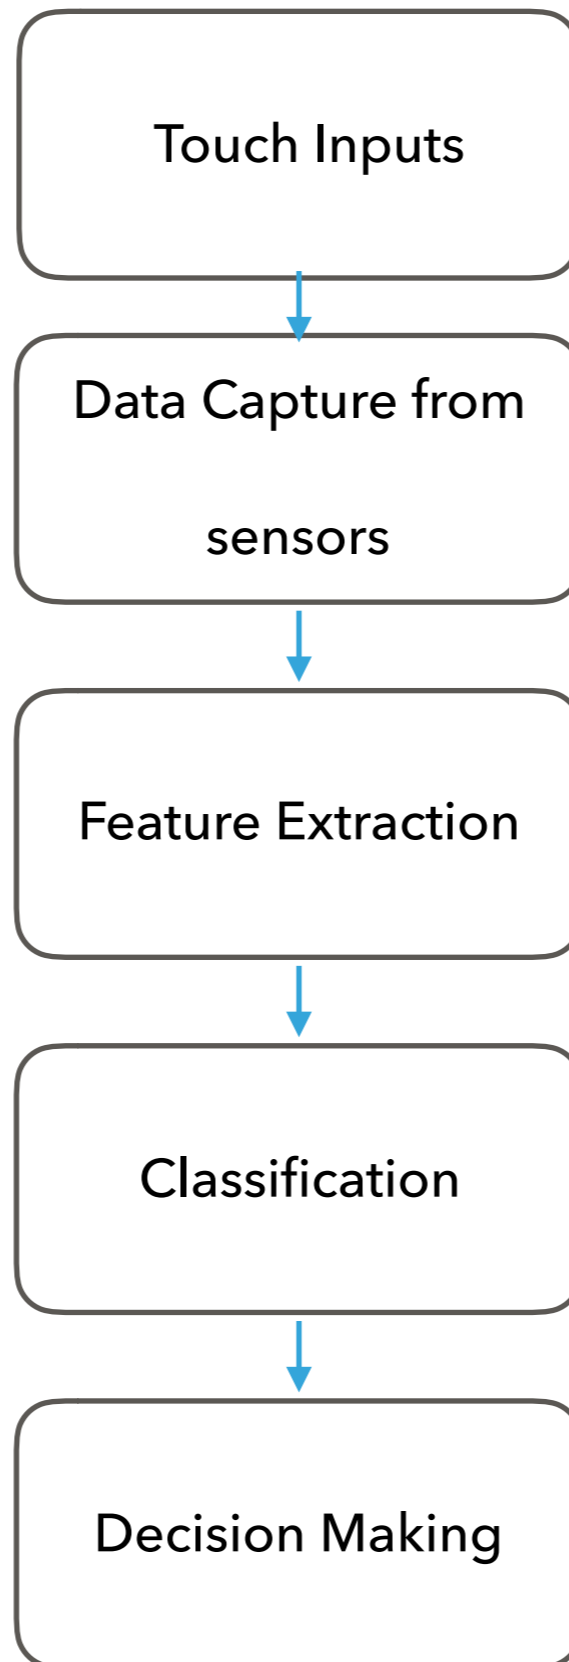 Touch Inputs
Data Capture from
sensors
Feature Extraction
Classification
Decision Making